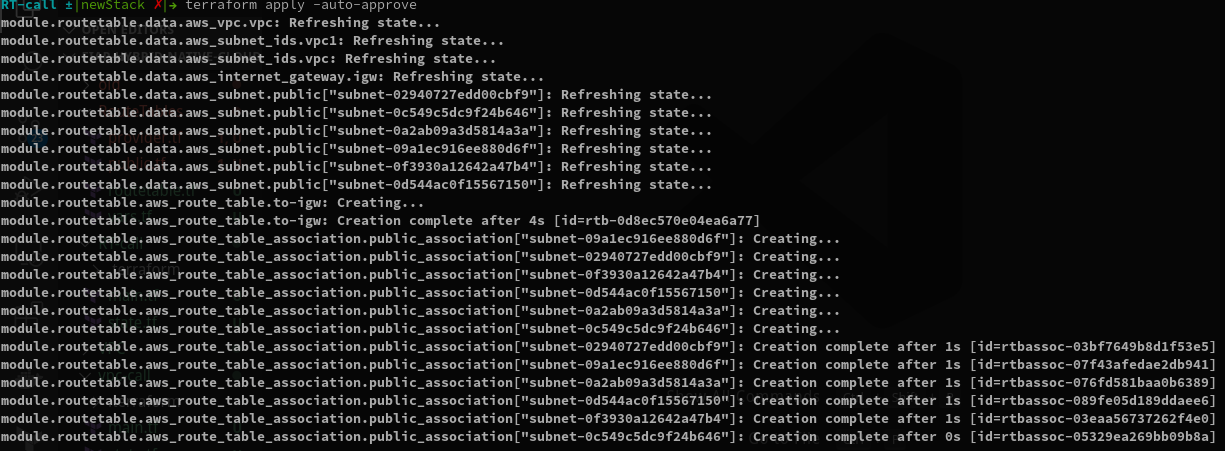 RT-call ±|newStack ✗|→ terraform apply -auto-approve
module.routetable.data.aws_vpc.vpc: Refreshing state...
module.routetable.data.aws_subnet_ids.vpc1: Refreshing state...
module.routetable.data.aws_subnet_ids.vpc: Refreshing state...
module.routetable.data.aws_internet_gateway.igw: Refreshing state...
module.routetable.data.aws_subnet.public["subnet-02940727edd00cbf9"]: Refreshing state...
module.routetable.data.aws_subnet.public["subnet-0c549c5dc9f24b646"]: Refreshing state...
module.routetable.data.aws_subnet.public["subnet-0a2ab09a3d5814a3a"]: Refreshing state...
module.routetable.data.aws_subnet.public["subnet-09a1ec916ee880d6f"]: Refreshing state...
module.routetable.data.aws_subnet.public["subnet-0f3930a12642a47b4"]: Refreshing state...
module.routetable.data.aws_subnet.public["subnet-0d544ac0f15567150"]: Refreshing state...
module.routetable.aws_route_table.to-igw: Creating...
module.routetable.aws_route_table.to-igw: Creation complete after 4s [id=rtb-0d8ec570e04ea6a77]
module.routetable.aws_route_table_association.public_association["subnet-09a1ec916ee880d6f"]: Creating...
module.routetable.aws_route_table_association.public_association["subnet-02940727edd00cbf9"]: Creating...
module.routetable.aws_route_table_association.public_association["subnet-0f3930a12642a47b4"]: Creating...
module.routetable.aws_route_table_association.public_association["subnet-0d544ac0f15567150"]: Creating...
module.routetable.aws_route_table_association.public_association["subnet-0a2ab09a3d5814a3a"]: Creating...
module.routetable.aws_route_table_association.public_association["subnet-0c549c5dc9f24b646"]: Creating...
module.routetable.aws_route_table_association.public_association["subnet-02940727edd00cbf9"]: Creation complete after 1s [id=rtbassoc-03bf7649b8d1f53e5]
module.routetable.aws_route_table_association.public_association["subnet-09a1ec916ee880d6f"]: Creation complete after 1s [id=rtbassoc-07f43afedae2db941]
module.routetable.aws_route_table_association.public_association["subnet-0a2ab09a3d5814a3a"]: Creation complete after 1s [id=rtbassoc-076fd581baa0b6389]
module.routetable.aws_route_table_association.public_association["subnet-0d544ac0f15567150"]: Creation complete after 1s [id=rtbassoc-089fe05d189ddaee6]
module.routetable.aws_route_table_association.public_association["subnet-0f3930a12642a47b4"]: Creation complete after 1s [id=rtbassoc-03eaa56737262f4e0]
module.routetable.aws_route_table_association.public_association["subnet-0c549c5dc9f24b646"]: Creation complete after 0s [id=rtbassoc-05329ea269bb09b8a]